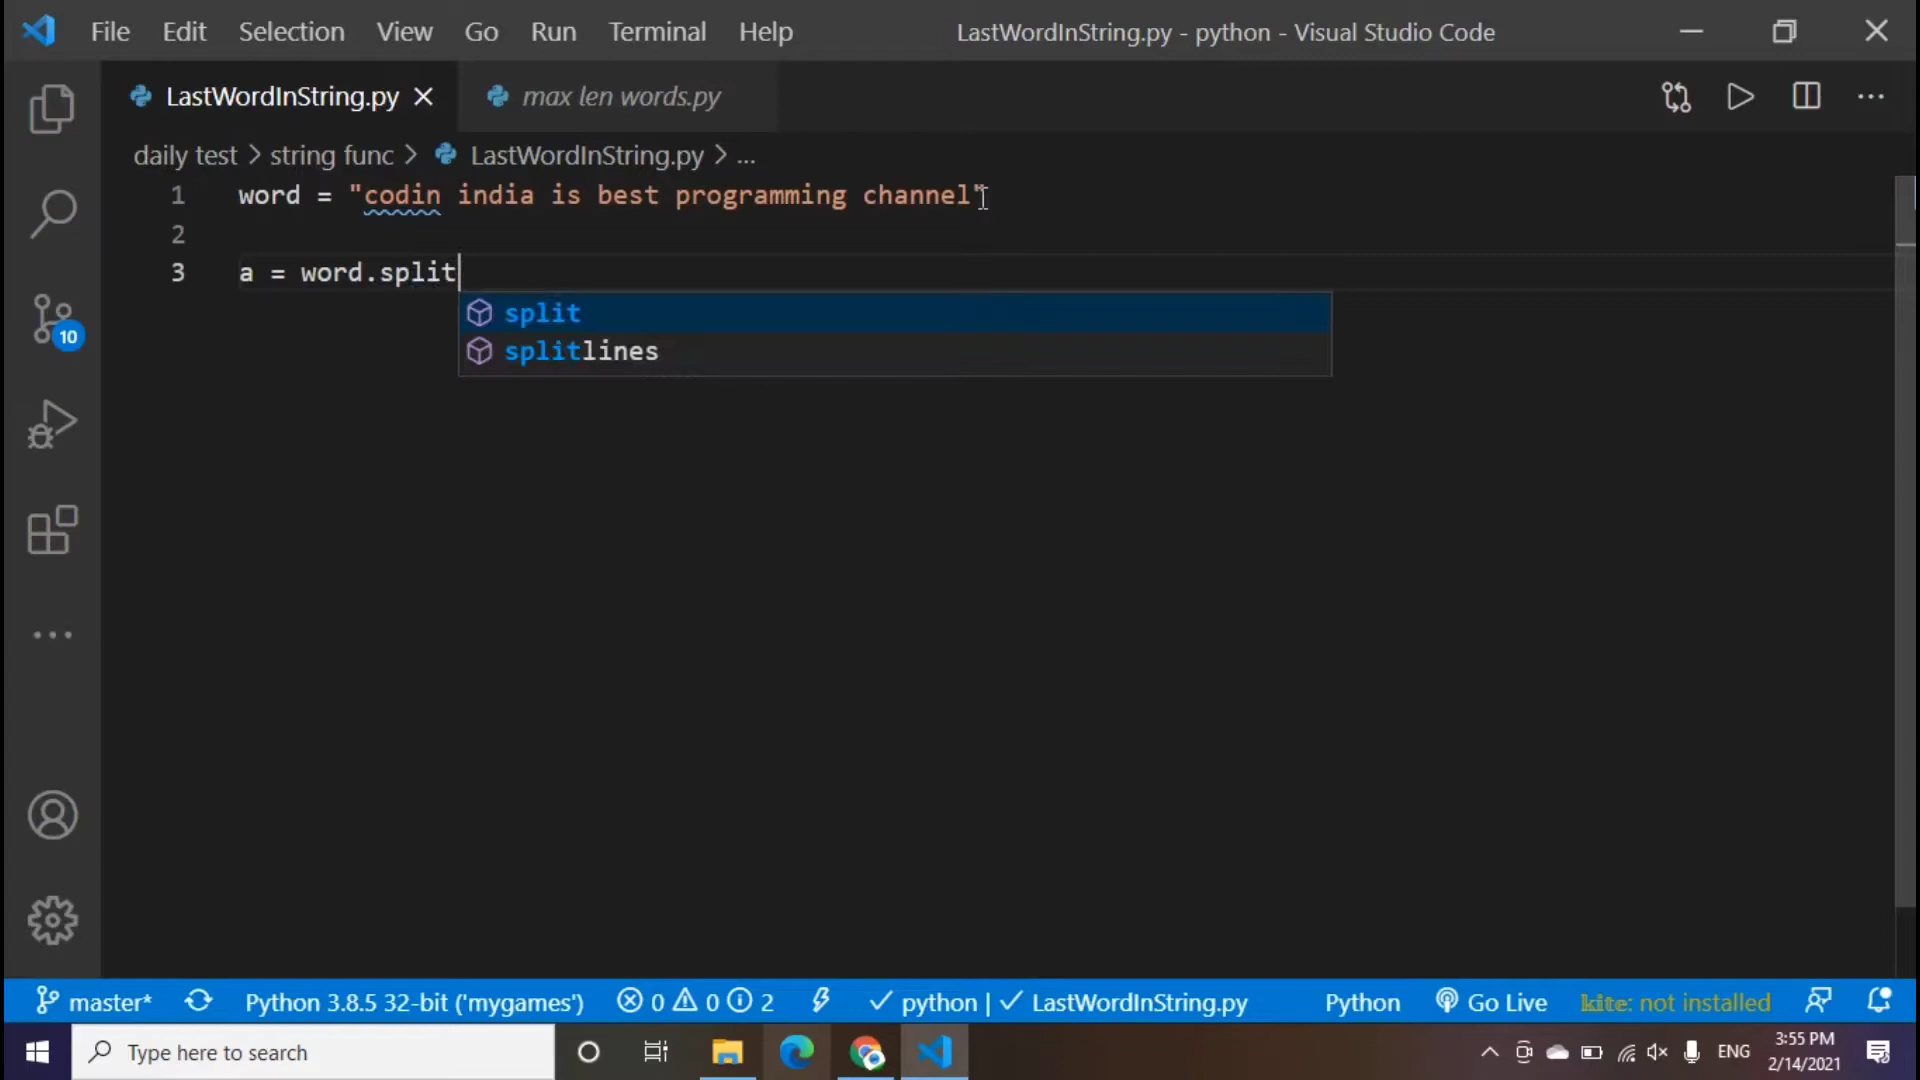 File Edit Selection View Go Run Terminal Help LastWordInString.py - python - Visual Studio Code
LastWordInString.py max len words.py
daily test > string func > LastWordInString.py > ...
1 word = "codin india is best programming channel"
2
3 a = word.split
split
splitlines
10
master* Python 3.8.5 32-bit ('mygames') 0 0 2 python | LastWordInString.py Python Go Live kite: not installed
Type here to search ENG 3:55 PM
2/14/2021